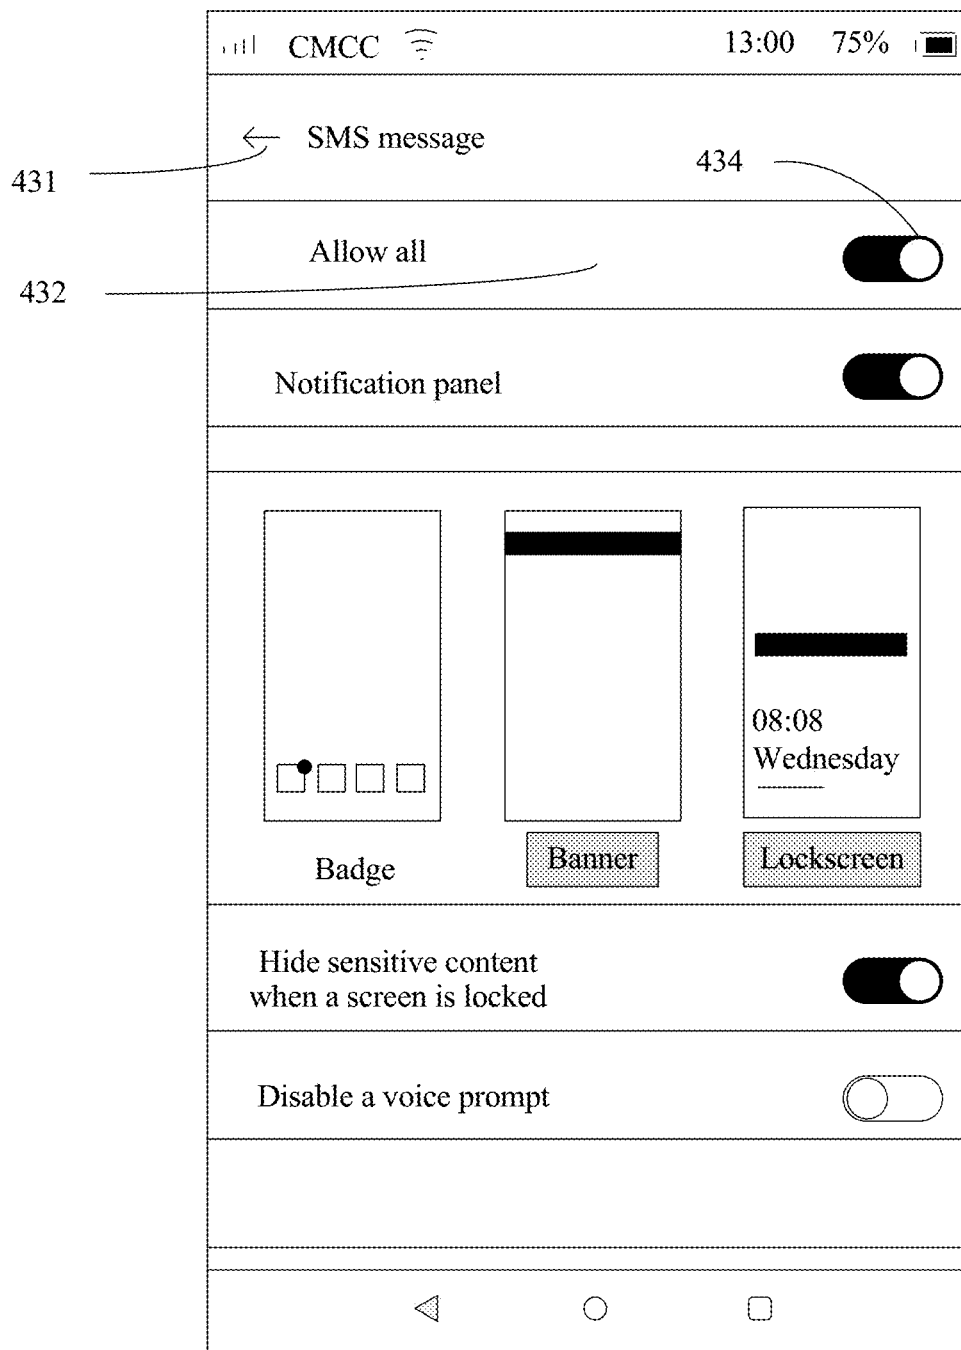 CMCC 13:00 75%
SMS message
434
431
Allow all
432
Notification panel
08:08
Wednesday
Badge Banner Lockscreen
Hide sensitive content
when a screen is locked
Disable a voice prompt